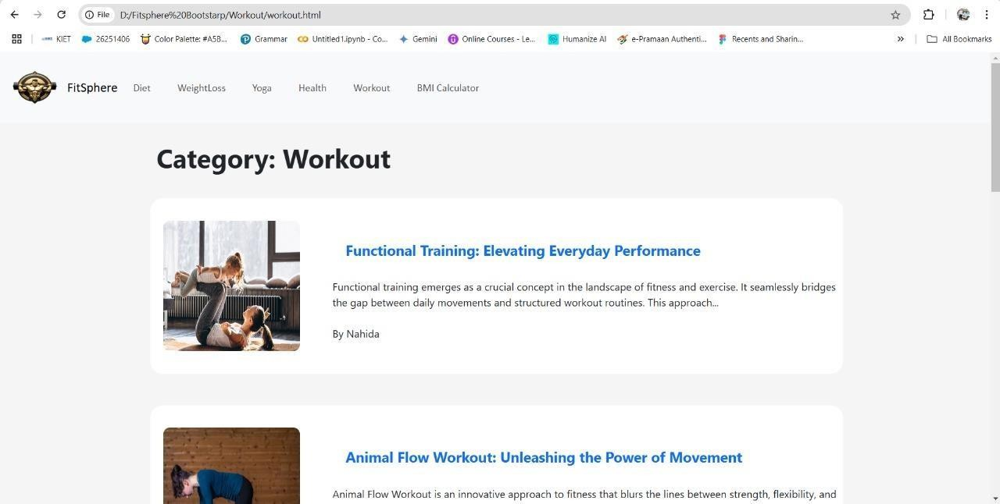 File D:/Fitsphere%20Bootstarp/Workout/workout.html
KIET 26251406 Color Palette: #A5B... Grammar Untitled1.ipynb - Co... Gemini Online Courses - Le... Humanize AI e-Pramaan Authenti... Recents and Sharin... » All Bookmarks
FitSphere Diet WeightLoss Yoga Health Workout BMI Calculator
Category: Workout
Functional Training: Elevating Everyday Performance
Functional training emerges as a crucial concept in the landscape of fitness and exercise. It seamlessly bridges
the gap between daily movements and structured workout routines. This approach...
By Nahida
Animal Flow Workout: Unleashing the Power of Movement
Animal Flow Workout is an innovative approach to fitness that blurs the lines between strength, flexibility, and